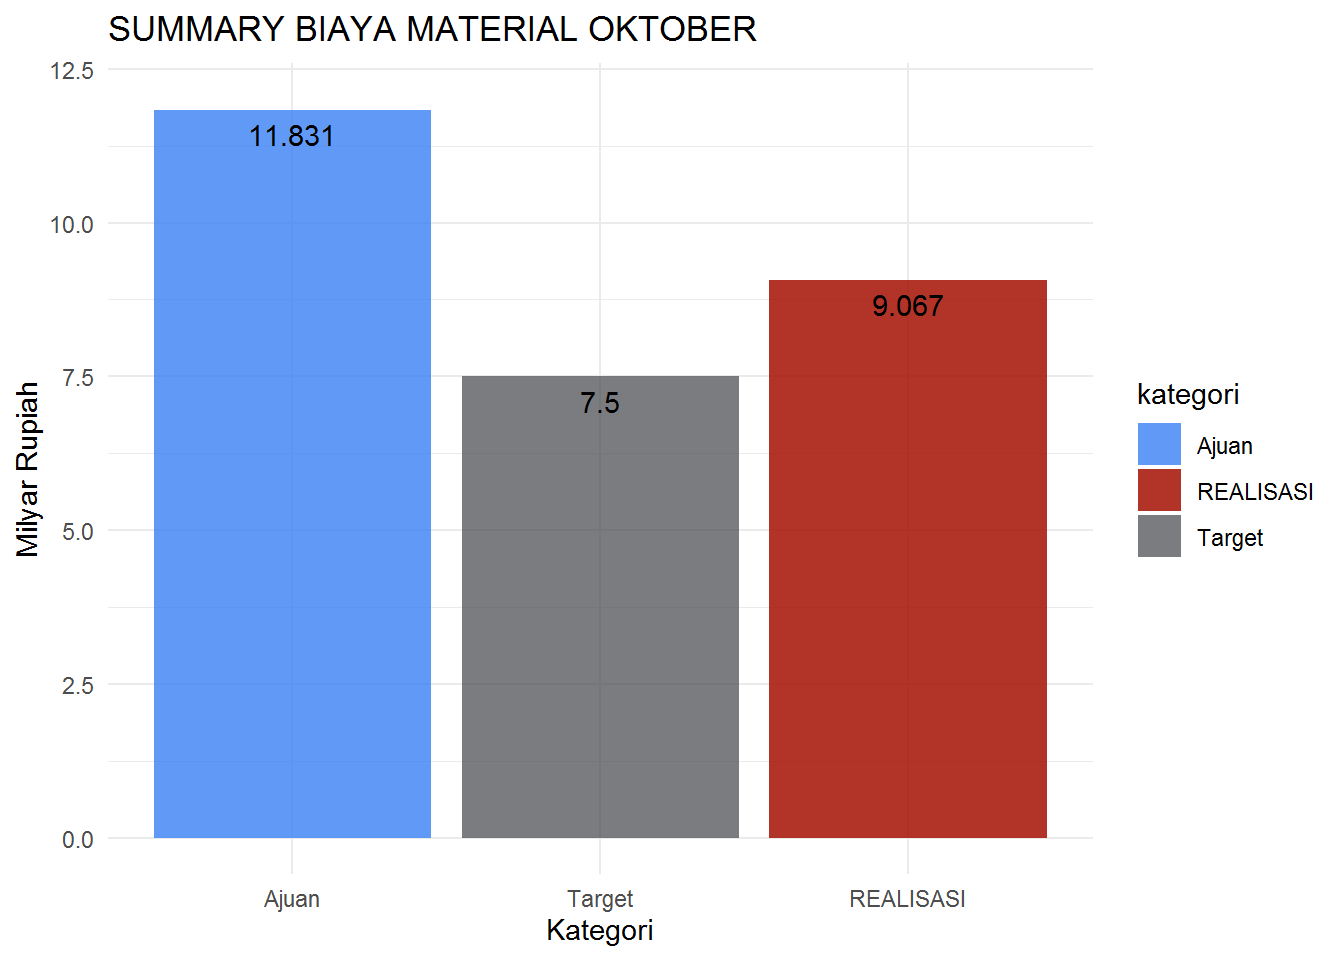 SUMMARY BIAYA MATERIAL OKTOBER
12.5
10.0
7.5
5.0
2.5
0.0
Milyar Rupiah
11.831
7.5
9.067
Ajuan
Target
REALISASI
Kategori
kategori
Ajuan
REALISASI
Target